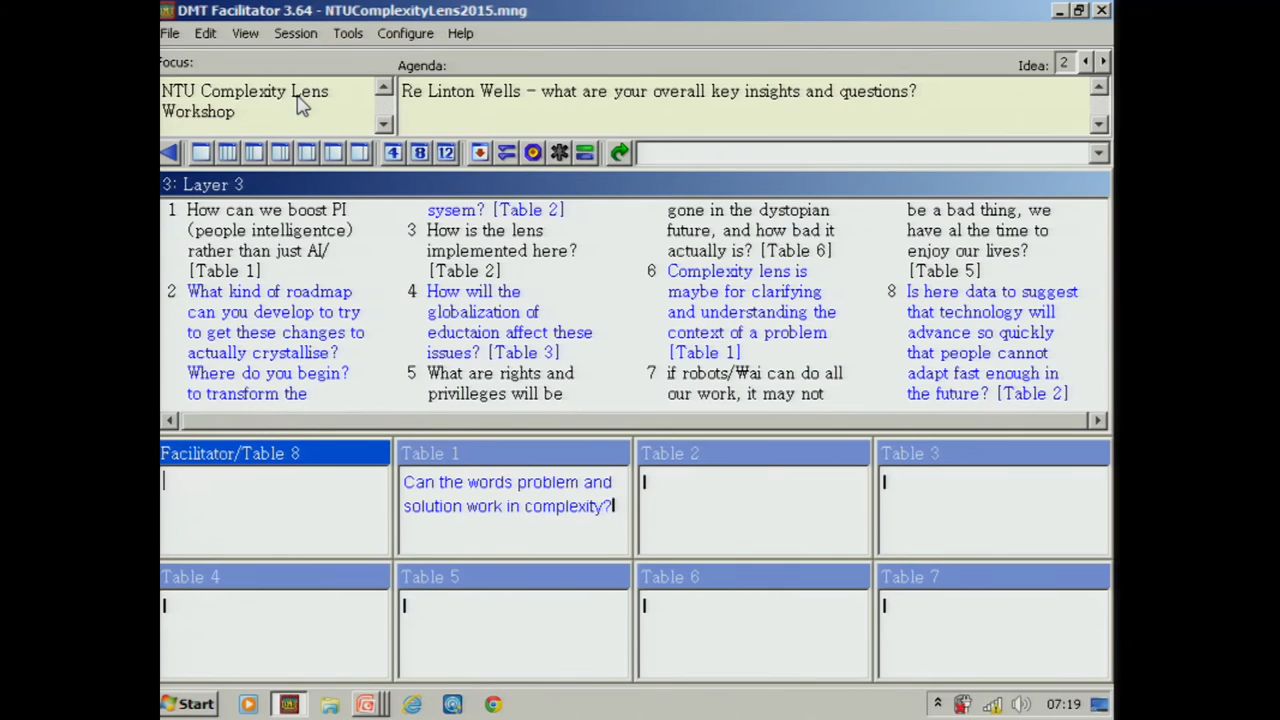 DMT Facilitator 3.64 - NTUComplexityLens2015.mng
File Edit View Session Tools Configure Help
Focus:
Agenda:
Idea: 2
NTU Complexity Lens
Workshop
Re Linton Wells - what are your overall key insights and questions?
4 8 12
3: Layer 3
1 How can we boost PI
(people intelligentce)
rather than just AI/
[Table 1]
2 What kind of roadmap
can you develop to try
to get these changes to
actually crystallise?
Where do you begin?
to transform the
sysem? [Table 2]
3 How is the lens
implemented here?
[Table 2]
4 How will the
globalization of
eductaion affect these
issues? [Table 3]
5 What are rights and
privilleges will be
gone in the dystopian
future, and how bad it
actually is? [Table 6]
6 Complexity lens is
maybe for clarifying
and understanding the
context of a problem
[Table 1]
7 if robots/₩ai can do all
our work, it may not
be a bad thing, we
have al the time to
enjoy our lives?
[Table 5]
8 Is here data to suggest
that technology will
advance so quickly
that people cannot
adapt fast enough in
the future? [Table 2]
Facilitator/Table 8
Table 1
Can the words problem and
solution work in complexity?
Table 2
Table 3
Table 4
Table 5
Table 6
Table 7
Start
07:19